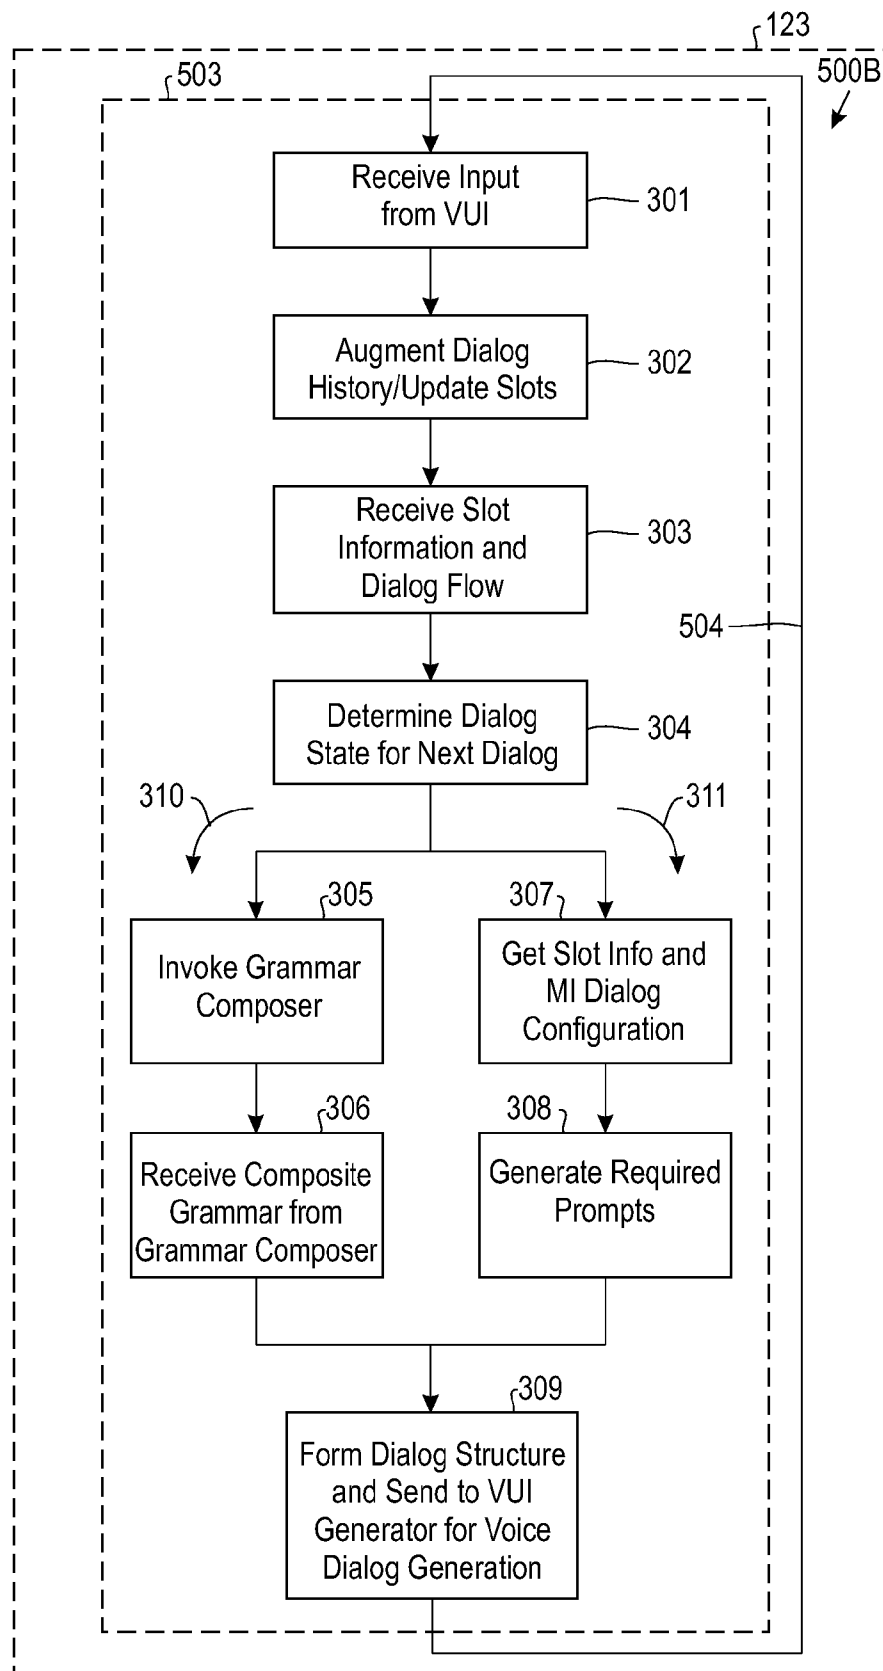 123
500B
503
Receive Input
from VUI
301
Augment Dialog
History/Update Slots
302
Receive Slot
Information and
Dialog Flow
303
504
Determine Dialog
State for Next Dialog
304
310
311
305
Invoke Grammar
Composer
307
Get Slot Info and
MI Dialog
Configuration
306
Receive Composite
Grammar from
Grammar Composer
308
Generate Required
Prompts
309
Form Dialog Structure
and Send to VUI
Generator for Voice
Dialog Generation